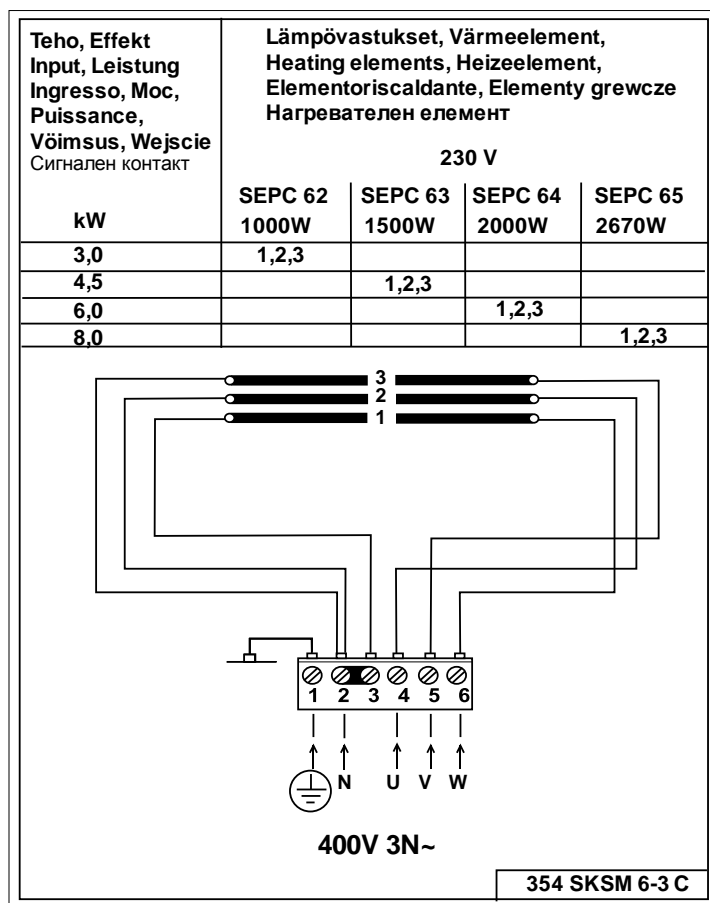 Teho, Effekt
Input, Leistung
Ingresso, Moc,
Puissance,
Vöimsus, Wejscie
Сигнален контакт
kW
Lämpövastukset, Värmeelement,
Heating elements, Heizeelement,
Elementoriscaldante, Elementy grewcze
Нагревателен елемент
230 V
SEPC 62 SEPC 63 SEPC 64 SEPC 65
1000W 1500W 2000W 2670W
3,0 1,2,3
4,5 1,2,3
6,0 1,2,3
8,0 1,2,3
3
2
1
1 2 3 4 5 6
N U V W
400V 3N~
354 SKSM 6-3 C